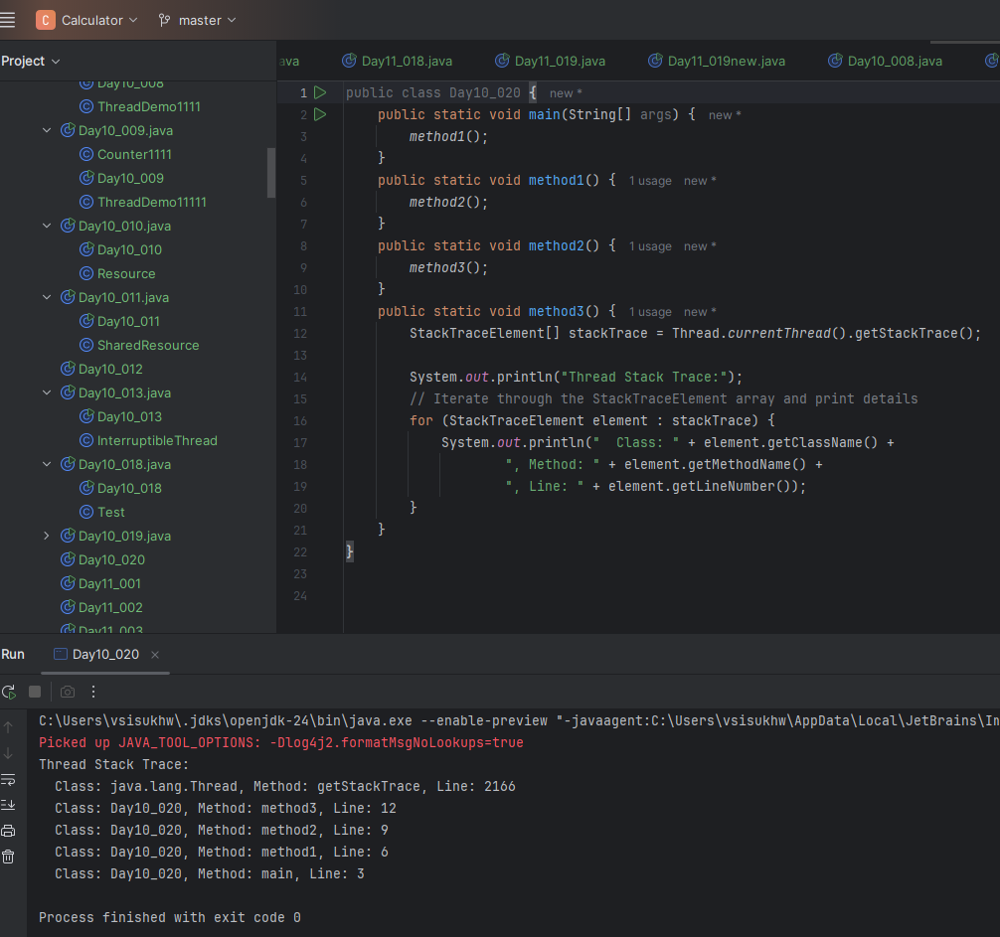 C Calculator master
Project
ava Day11_018.java Day11_019.java Day11_019new.java Day10_008.java
Day10_008
ThreadDemo1111
Day10_009.java
Counter1111
Day10_009
ThreadDemo11111
Day10_010.java
Day10_010
Resource
Day10_011.java
Day10_011
SharedResource
Day10_012
Day10_013.java
Day10_013
InterruptibleThread
Day10_018.java
Day10_018
Test
Day10_019.java
Day10_020
Day11_001
Day11_002
Day11_003
1 public class Day10_020 { new *
2 public static void main(String[] args) { new *
3 method1();
4 }
5 public static void method1() { 1 usage new *
6 method2();
7 }
8 public static void method2() { 1 usage new *
9 method3();
10 }
11 public static void method3() { 1 usage new *
12 StackTraceElement[] stackTrace = Thread.currentThread().getStackTrace();
13
14 System.out.println("Thread Stack Trace:");
15 // Iterate through the StackTraceElement array and print details
16 for (StackTraceElement element : stackTrace) {
17 System.out.println("  Class: " + element.getClassName() +
18 ", Method: " + element.getMethodName() +
19 ", Line: " + element.getLineNumber());
20 }
21 }
22 }
23
24
Run Day10_020
C:\Users\vsisukhw\.jdks\openjdk-24\bin\java.exe --enable-preview "-javaagent:C:\Users\vsisukhw\AppData\Local\JetBrains\In
Picked up JAVA_TOOL_OPTIONS: -Dlog4j2.formatMsgNoLookups=true
Thread Stack Trace:
Class: java.lang.Thread, Method: getStackTrace, Line: 2166
Class: Day10_020, Method: method3, Line: 12
Class: Day10_020, Method: method2, Line: 9
Class: Day10_020, Method: method1, Line: 6
Class: Day10_020, Method: main, Line: 3
Process finished with exit code 0